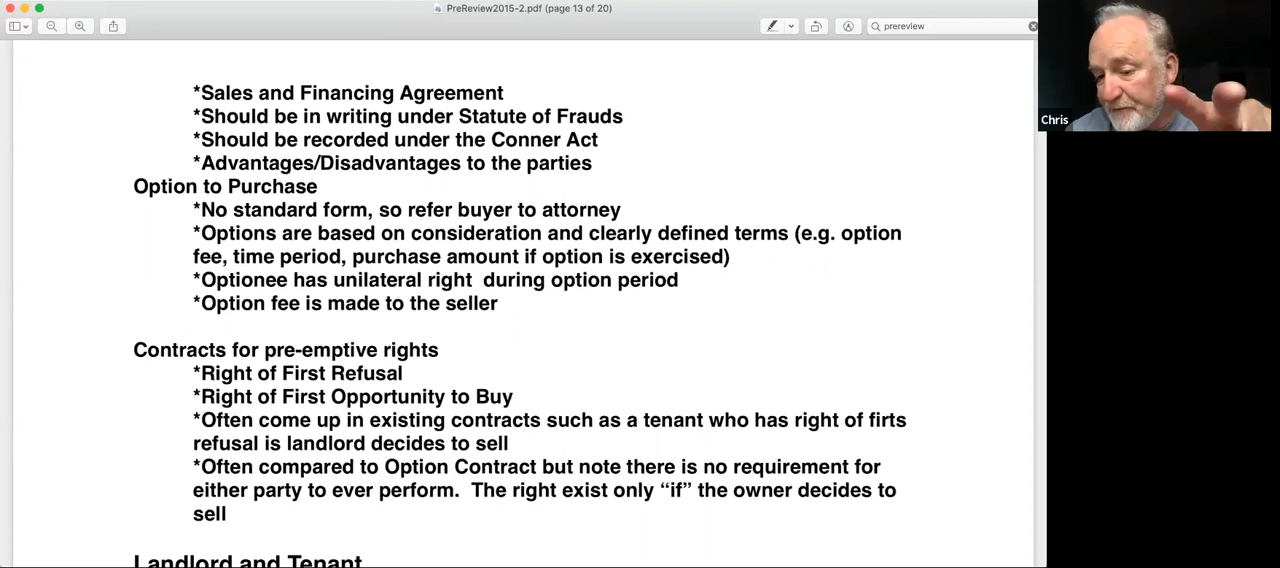 PreReview2015-2.pdf (page 13 of 20)
prereview
*Sales and Financing Agreement
*Should be in writing under Statute of Frauds
*Should be recorded under the Conner Act
*Advantages/Disadvantages to the parties
Option to Purchase
*No standard form, so refer buyer to attorney
*Options are based on consideration and clearly defined terms (e.g. option
fee, time period, purchase amount if option is exercised)
*Optionee has unilateral right  during option period
*Option fee is made to the seller
Contracts for pre-emptive rights
*Right of First Refusal
*Right of First Opportunity to Buy
*Often come up in existing contracts such as a tenant who has right of firts
refusal is landlord decides to sell
*Often compared to Option Contract but note there is no requirement for
either party to ever perform.  The right exist only “if” the owner decides to
sell
Landlord and Tenant
Chris